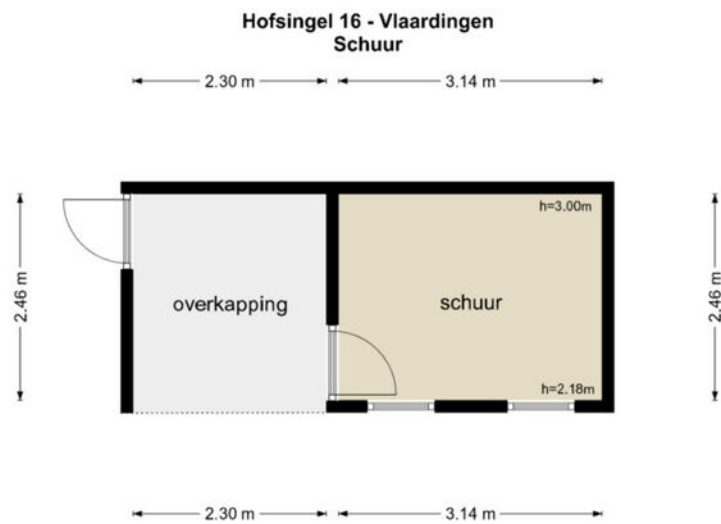 Hofsingel 16 - Vlaardingen
Schuur
2.30 m 3.14 m
h=3.00m
2.46 m 2.46 m
overkapping schuur
h=2.18m
2.30 m 3.14 m